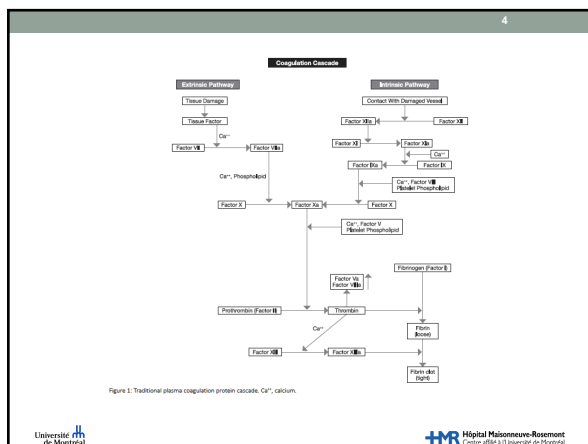 4
Coagulation Cascade
Extrinsic Pathway
Intrinsic Pathway
Tissue Damage
Contact With Damaged Vessel
Tissue Factor
Factor XIIa
Factor XII
Ca++
Factor VII
Factor VIIa
Factor XI
Factor XIa
Ca++
Factor IXa
Factor IX
Ca++, Phospholipid
Ca++, Factor VIII
Platelet Phospholipid
Factor X
Factor Xa
Factor X
Ca++, Factor V
Platelet Phospholipid
Factor Va
Factor VIIIa
Fibrinogen (Factor I)
Prothrombin (Factor II)
Thrombin
Ca++
Fibrin
(loose)
Factor XIII
Factor XIIIa
Fibrin clot
(tight)
Figure 1: Traditional plasma coagulation protein cascade. Ca++, calcium.
Université
de Montréal
HMR Hôpital Maisonneuve-Rosemont
Centre affilié à l'Université de Montréal